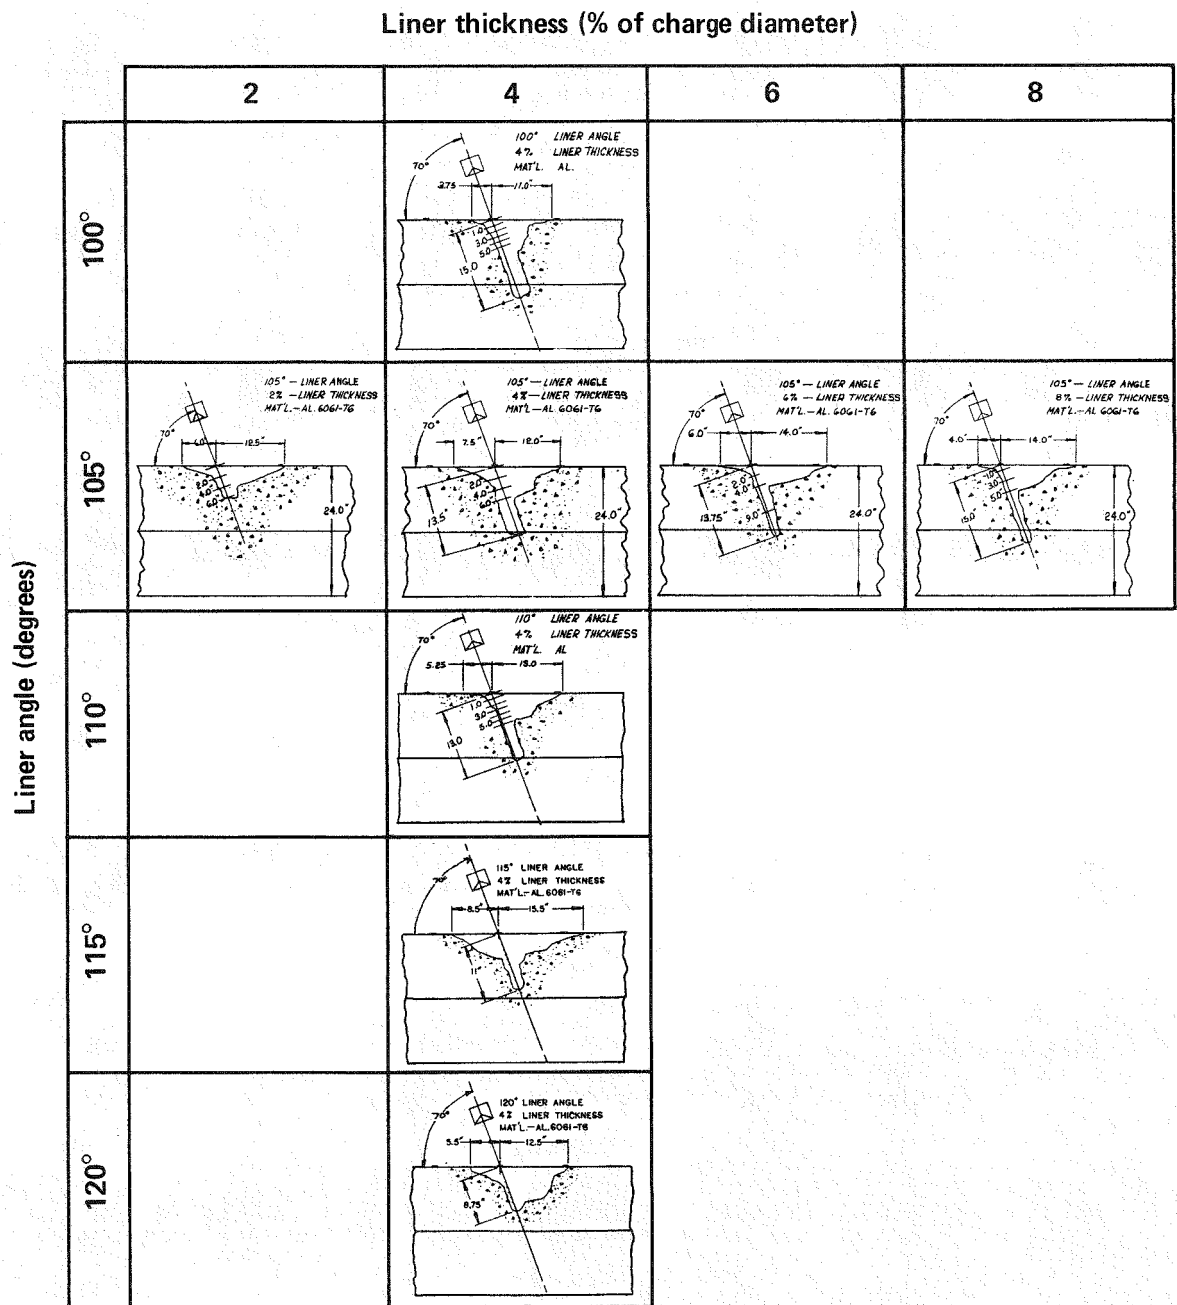 Liner thickness (% of charge diameter)
2
4
6
8
Liner angle (degrees)
100°
100° LINER ANGLE
4% LINER THICKNESS
MAT'L. AL.
70°
11.0"
1.0
3.0
5.0
15.0
105°
105° — LINER ANGLE
2% — LINER THICKNESS
MAT'L. — AL. 6061-T6
70°
6.0"
12.5"
2.0"
4.0"
6.0"
24.0"
105° — LINER ANGLE
4% — LINER THICKNESS
MAT'L — AL 6061-T6
70°
7.5"
12.0"
2.0"
4.0"
6.0"
13.5"
24.0"
105° — LINER ANGLE
6% — LINER THICKNESS
MAT'L. — AL. 6061-T6
70°
6.0"
14.0"
2.0"
4.0"
9.0"
13.75"
24.0"
105° — LINER ANGLE
8% — LINER THICKNESS
MAT'L — AL 6061-T6
70°
4.0"
14.0"
3.0"
5.0"
15.0"
24.0"
110°
110° LINER ANGLE
4% LINER THICKNESS
MAT'L. AL
70°
5.25
13.0
1.0
3.0
5.0
13.0
115°
115° LINER ANGLE
4% LINER THICKNESS
MAT'L.—AL.6061-T6
70°
8.5"
15.5"
11"
120°
120° LINER ANGLE
4% LINER THICKNESS
MAT'L.—AL.6061-T6
70°
5.5"
12.5"
8.75"